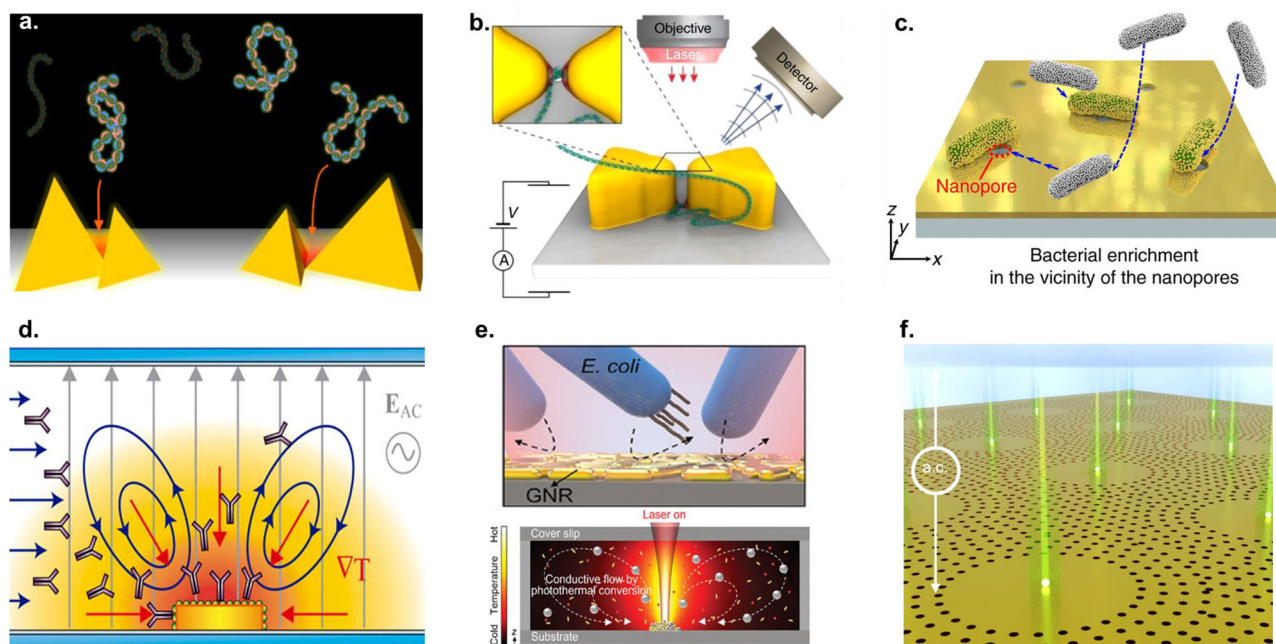 a.
b.
Objective
Laser
Detector
V
A
c.
Nanopore
z
y
x
Bacterial enrichment
in the vicinity of the nanopores
d.
E_AC
∇T
e.
E. coli
GNR
Laser on
Cover slip
Conductive flow by
photothermal conversion
Substrate
Hot
Temperature
Cold
z
f.
a.c.